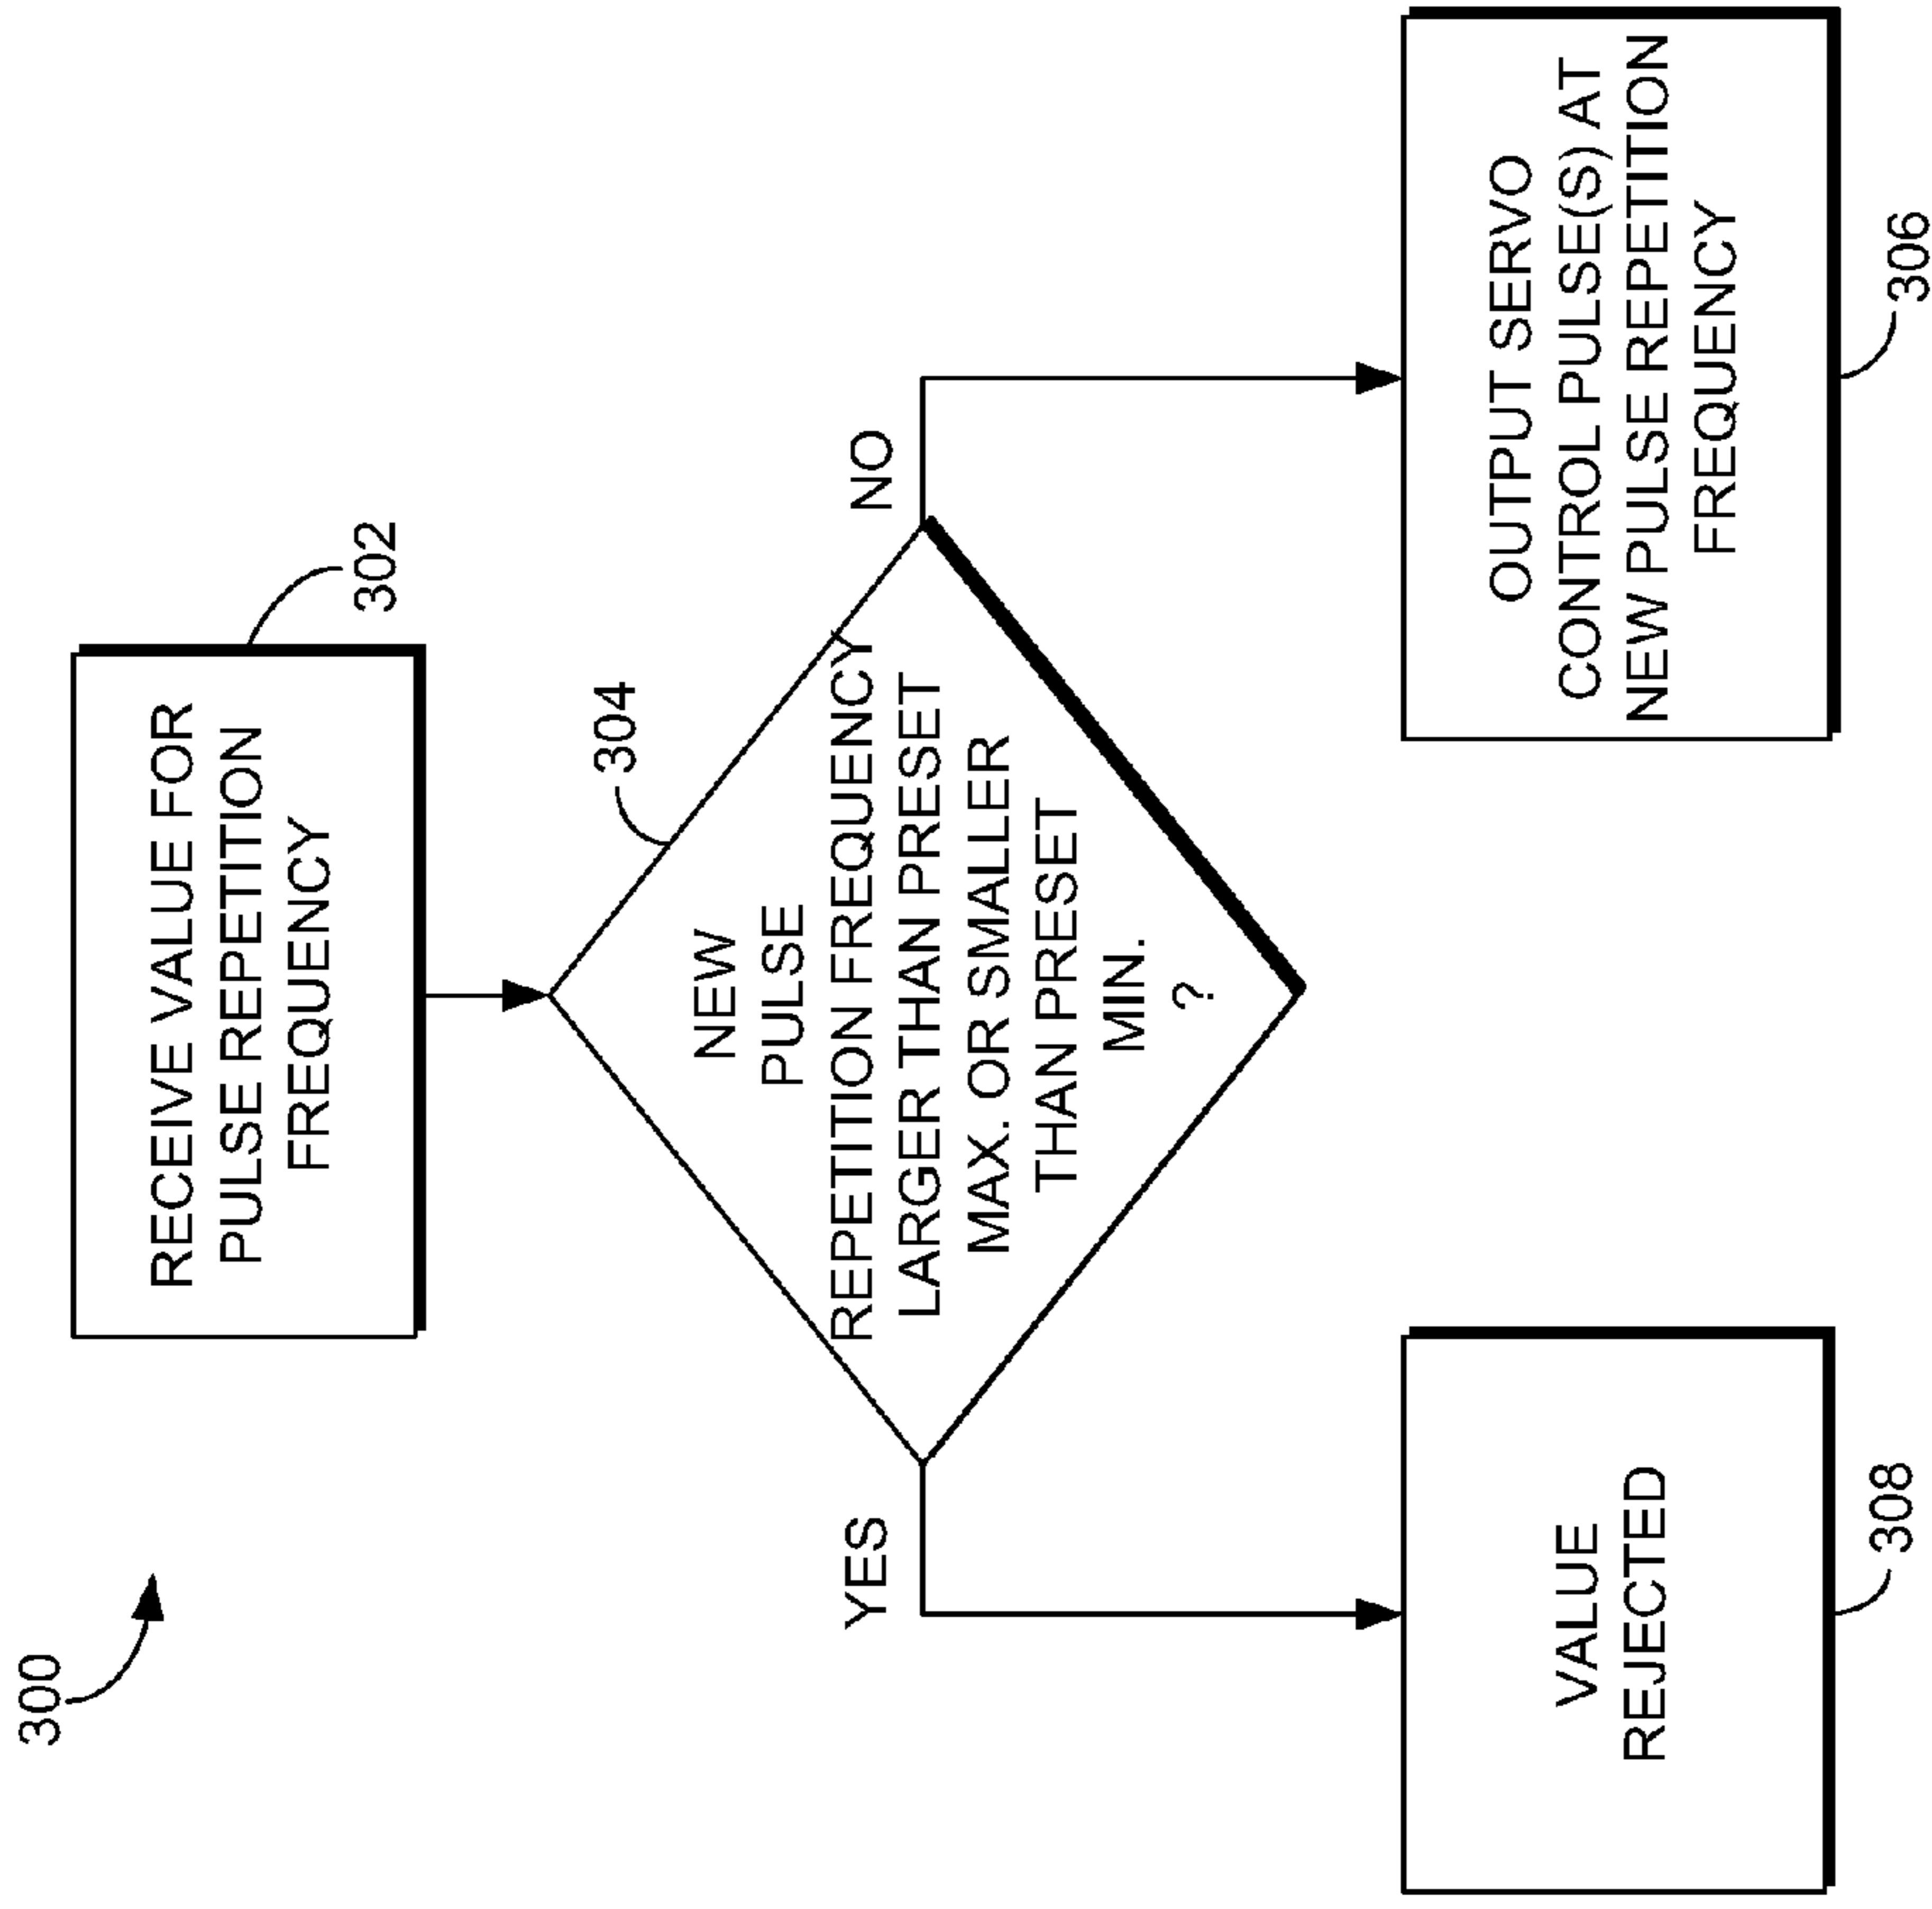 300
RECEIVE VALUE FOR
PULSE REPETITION
FREQUENCY
302
304
NEW
PULSE
REPETITION FREQUENCY
LARGER THAN PRESET
MAX. OR SMALLER
THAN PRESET
MIN.
?
YES
NO
VALUE
REJECTED
308
OUTPUT SERVO
CONTROL PULSE(S) AT
NEW PULSE REPETITION
FREQUENCY
306